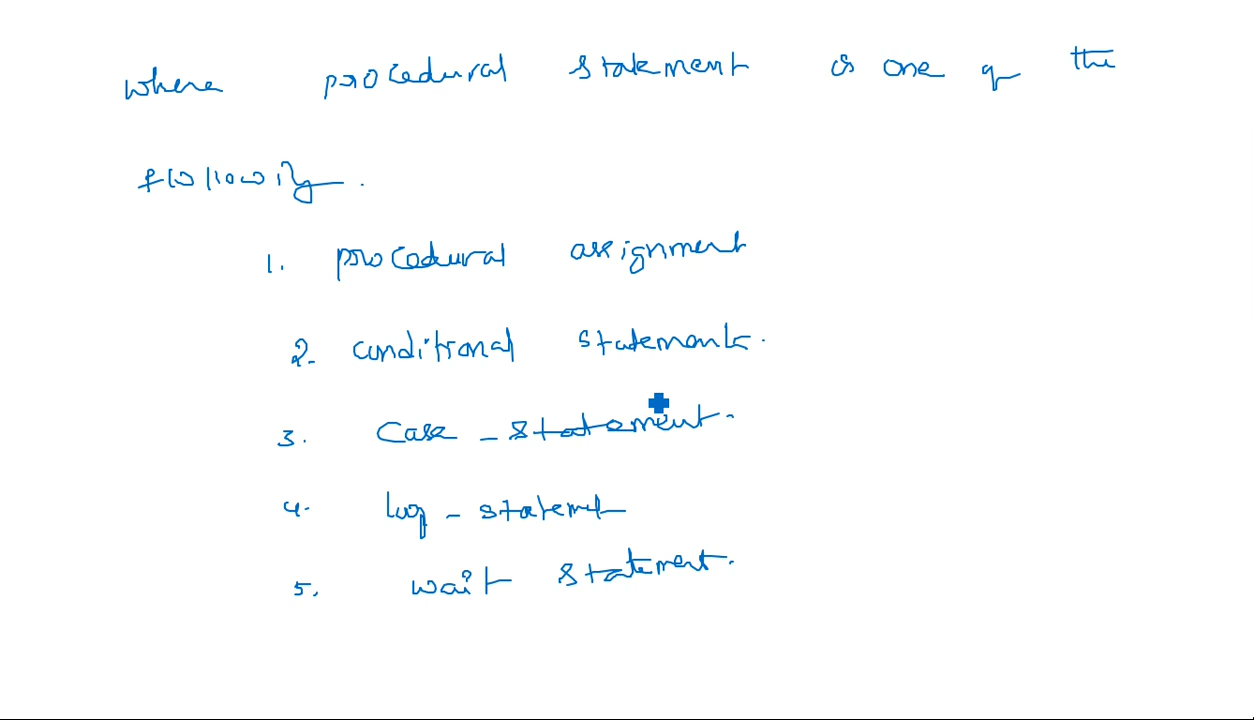 where procedural statement is one of the
following.
1. procedural assignment
2. conditional statements.
3. Case - statement.
4. loop - statement
5. wait statement.